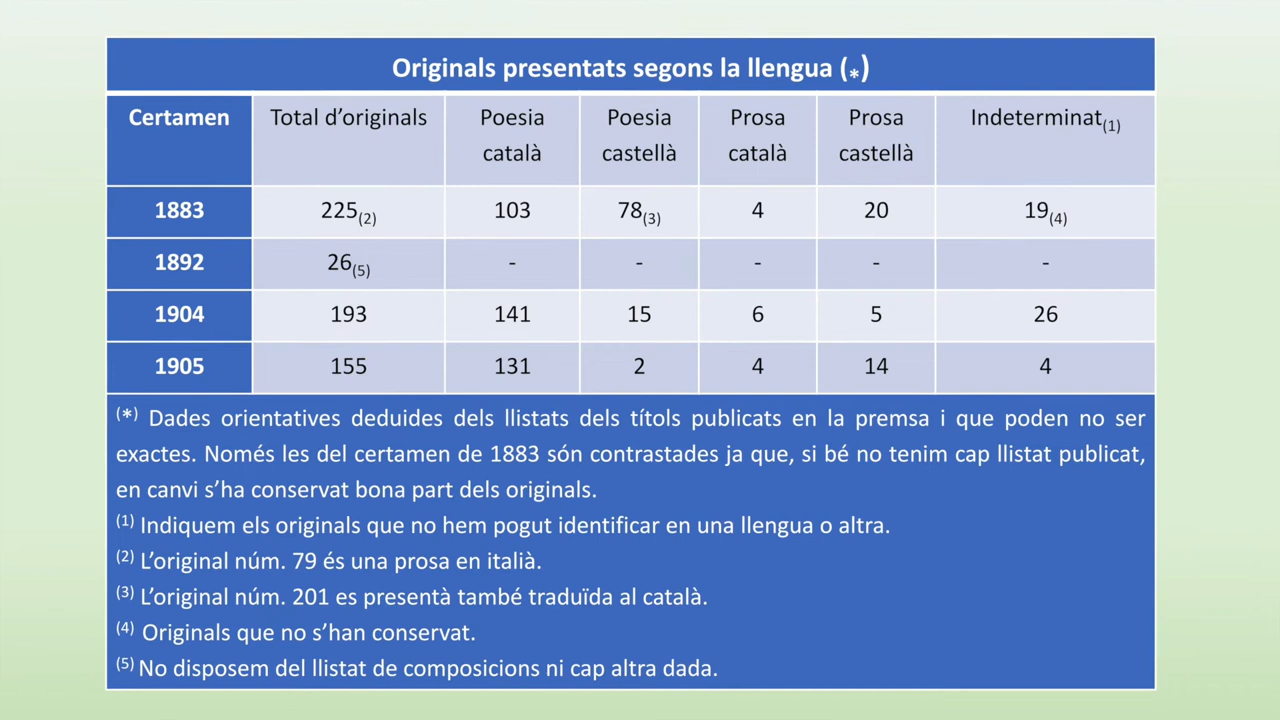 Originals presentats segons la llengua (*)
Certamen Total d’originals Poesia català Poesia castellà Prosa català Prosa castellà Indeterminat(1)
1883 225(2) 103 78(3) 4 20 19(4)
1892 26(5) - - - - -
1904 193 141 15 6 5 26
1905 155 131 2 4 14 4
(*) Dades orientatives deduides dels llistats dels títols publicats en la premsa i que poden no ser
exactes. Només les del certamen de 1883 són contrastades ja que, si bé no tenim cap llistat publicat,
en canvi s’ha conservat bona part dels originals.
(1) Indiquem els originals que no hem pogut identificar en una llengua o altra.
(2) L’original núm. 79 és una prosa en italià.
(3) L’original núm. 201 es presentà també traduïda al català.
(4) Originals que no s’han conservat.
(5) No disposem del llistat de composicions ni cap altra dada.